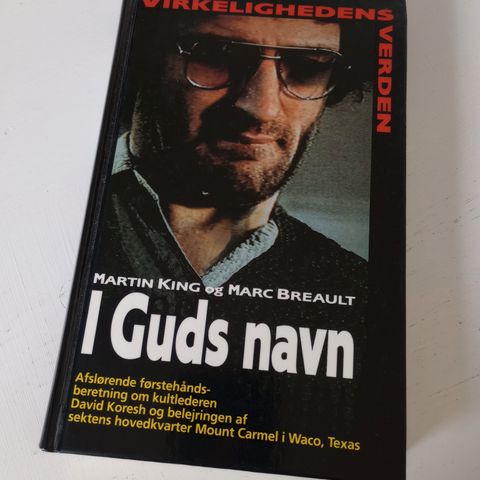 VIRKELIGHEDENS
VERDEN
MARTIN KING og MARC BREAULT
I Guds navn
Afslørende førstehånds-
beretning om kultlederen
David Koresh og belejringen af
sektens hovedkvarter Mount Carmel i Waco, Texas